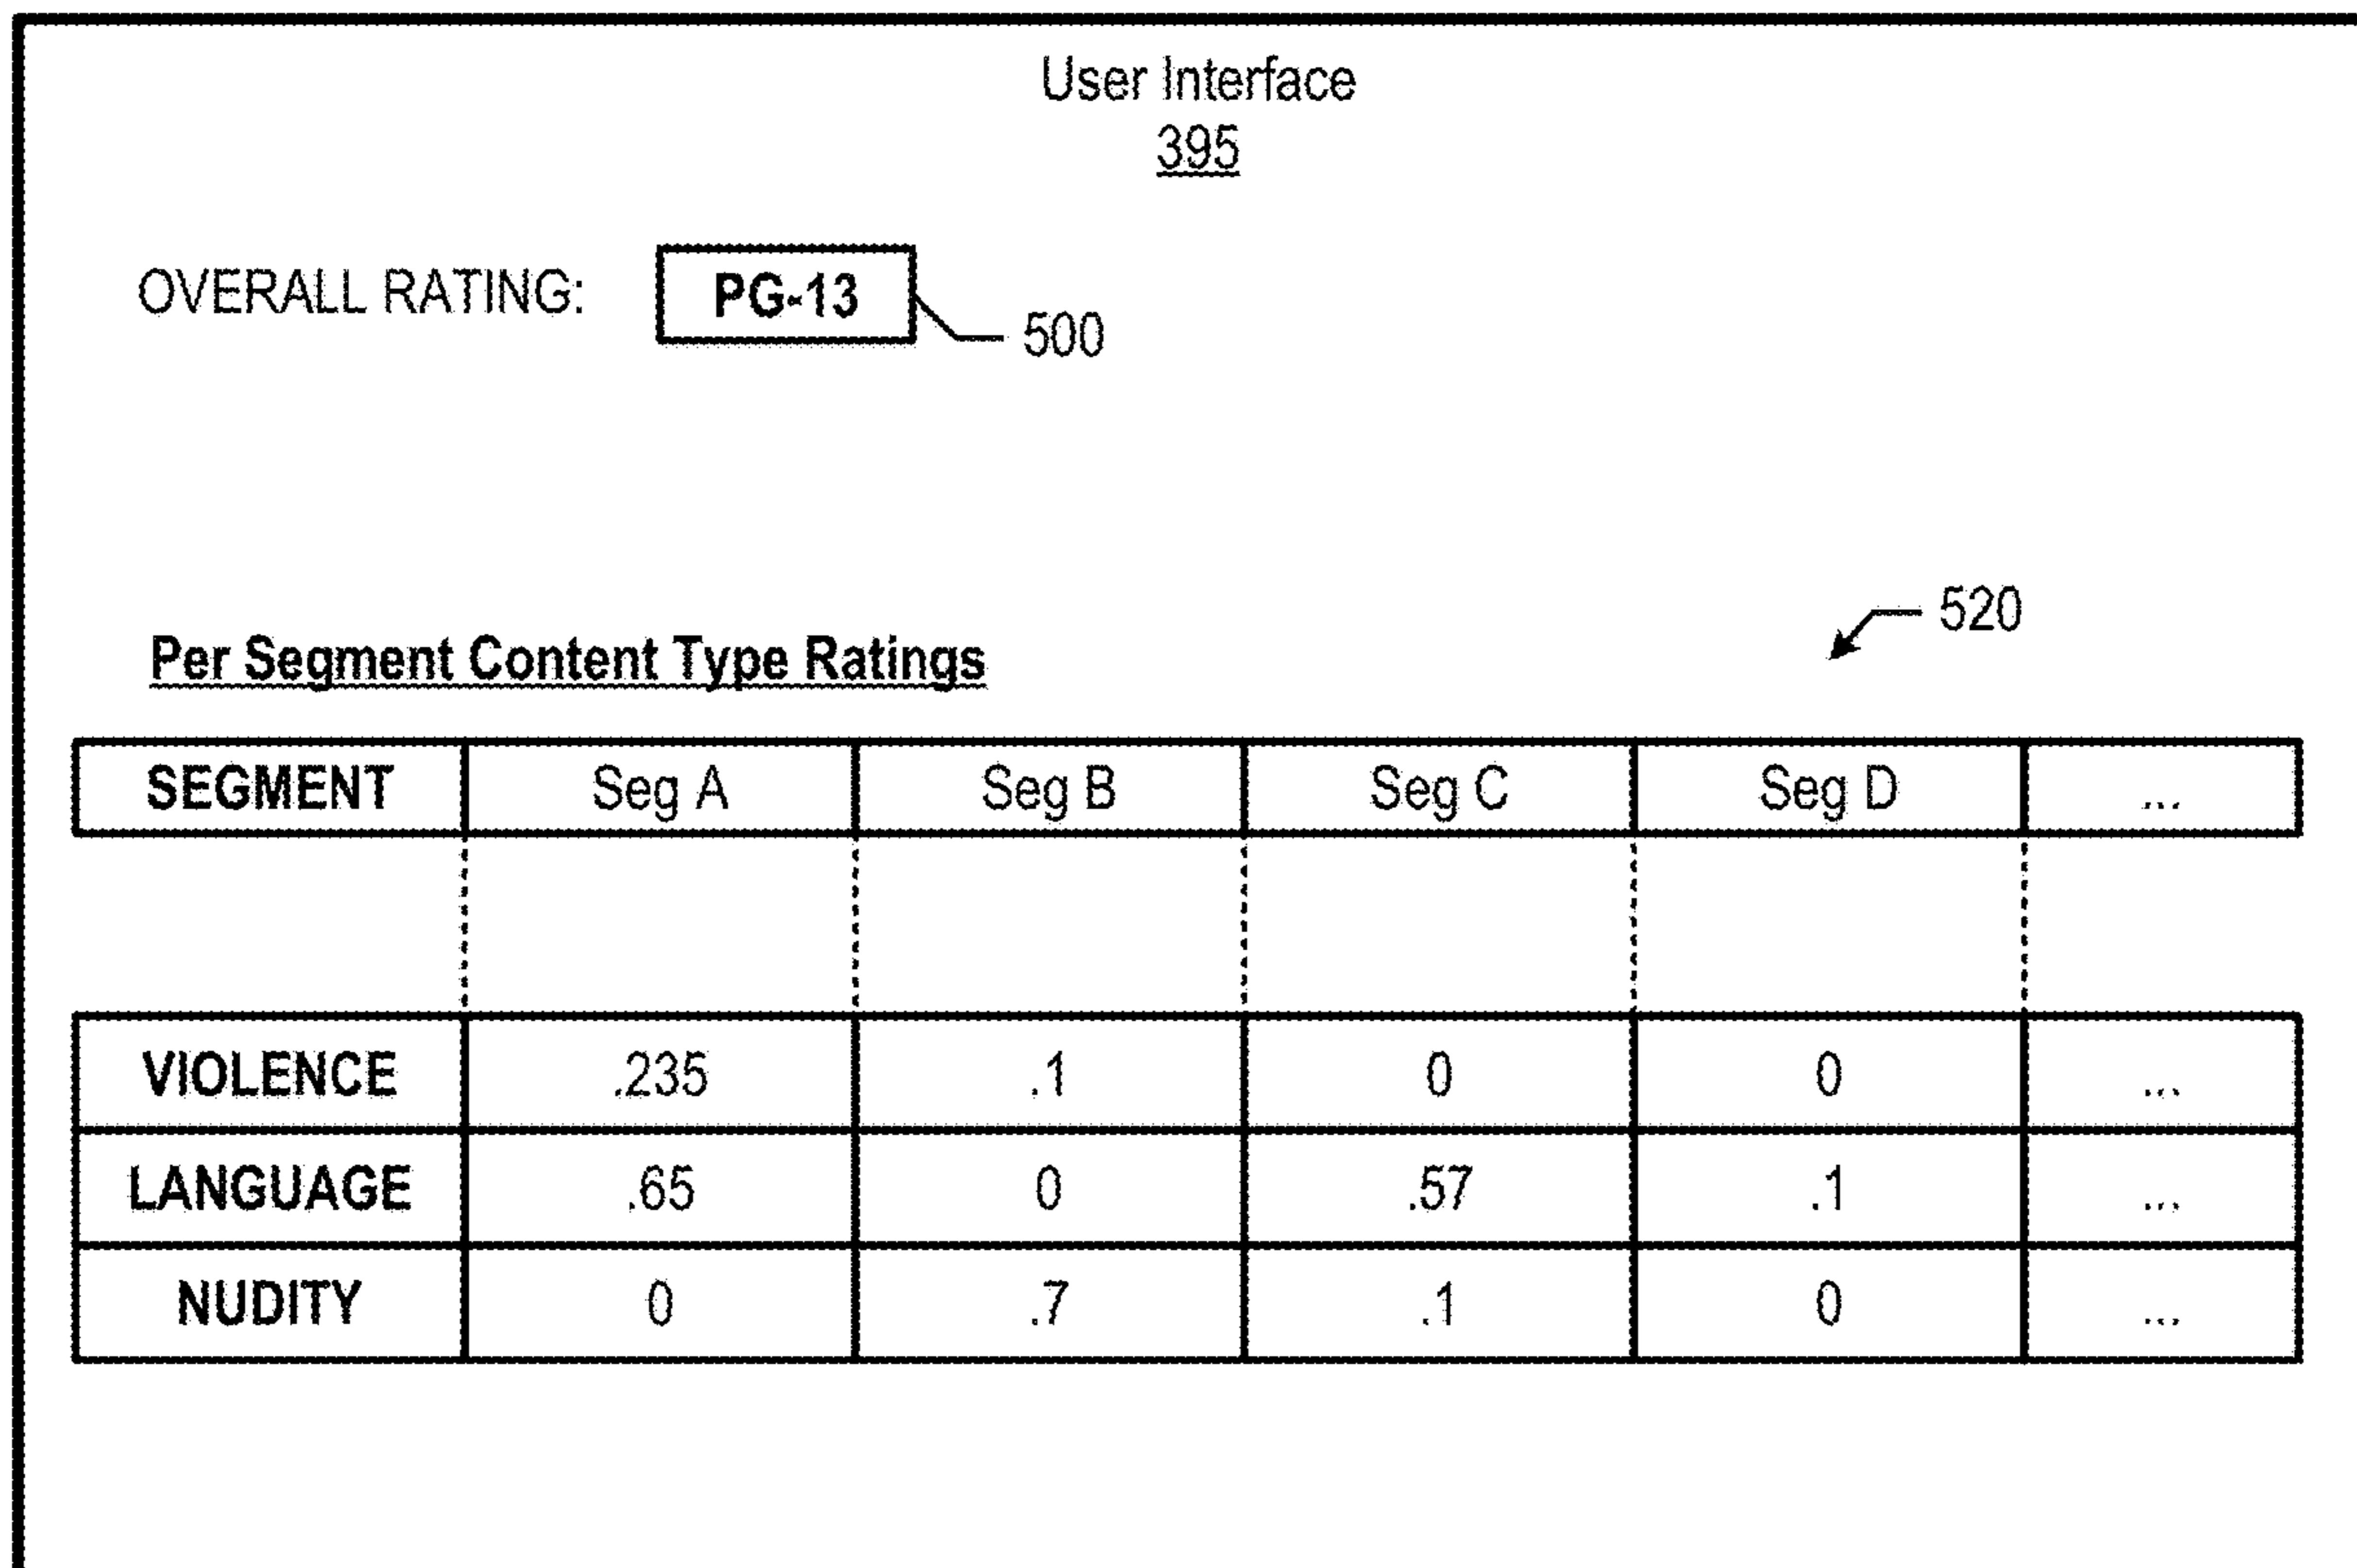 User Interface
395
OVERALL RATING: PG-13 500
520
Per Segment Content Type Ratings
SEGMENT Seg A Seg B Seg C Seg D ...
VIOLENCE .235 .1 0 0 ...
LANGUAGE .65 0 .57 .1 ...
NUDITY 0 .7 .1 0 ...